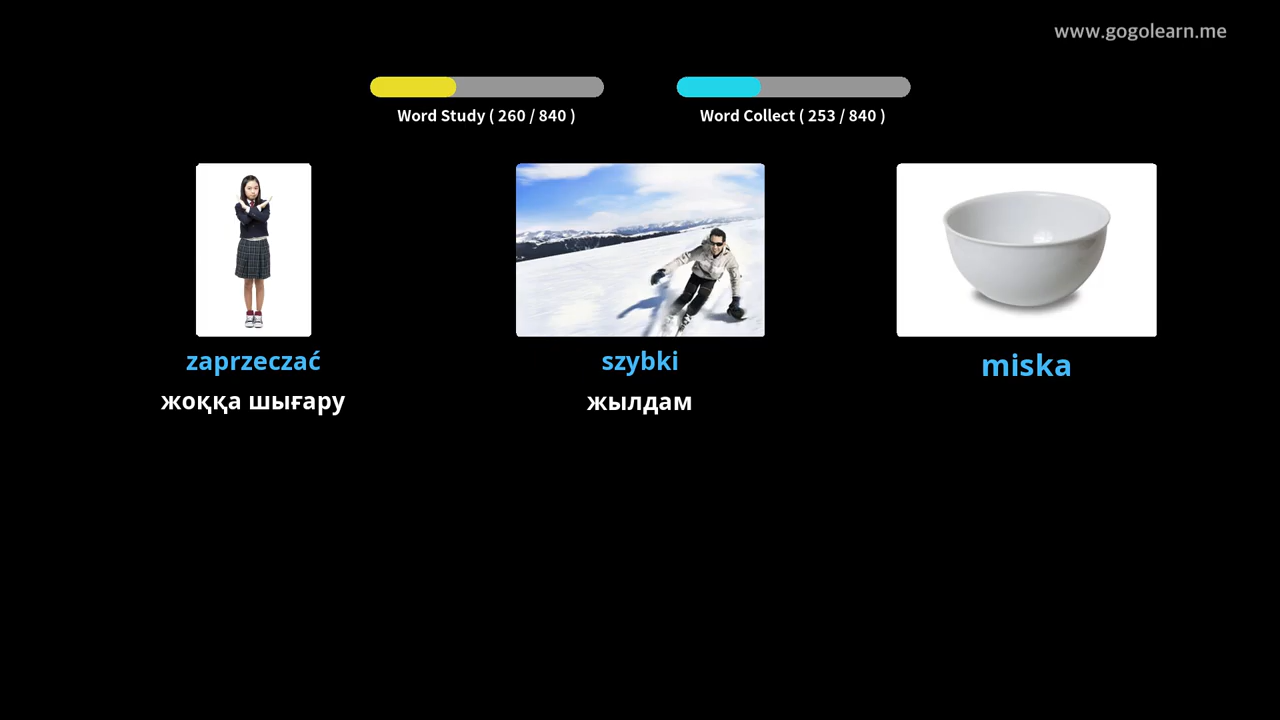 www.gogolearn.me
Word Study ( 260 / 840 )
Word Collect ( 253 / 840 )
zaprzeczać
жоққа шығару
szybki
жылдам
miska